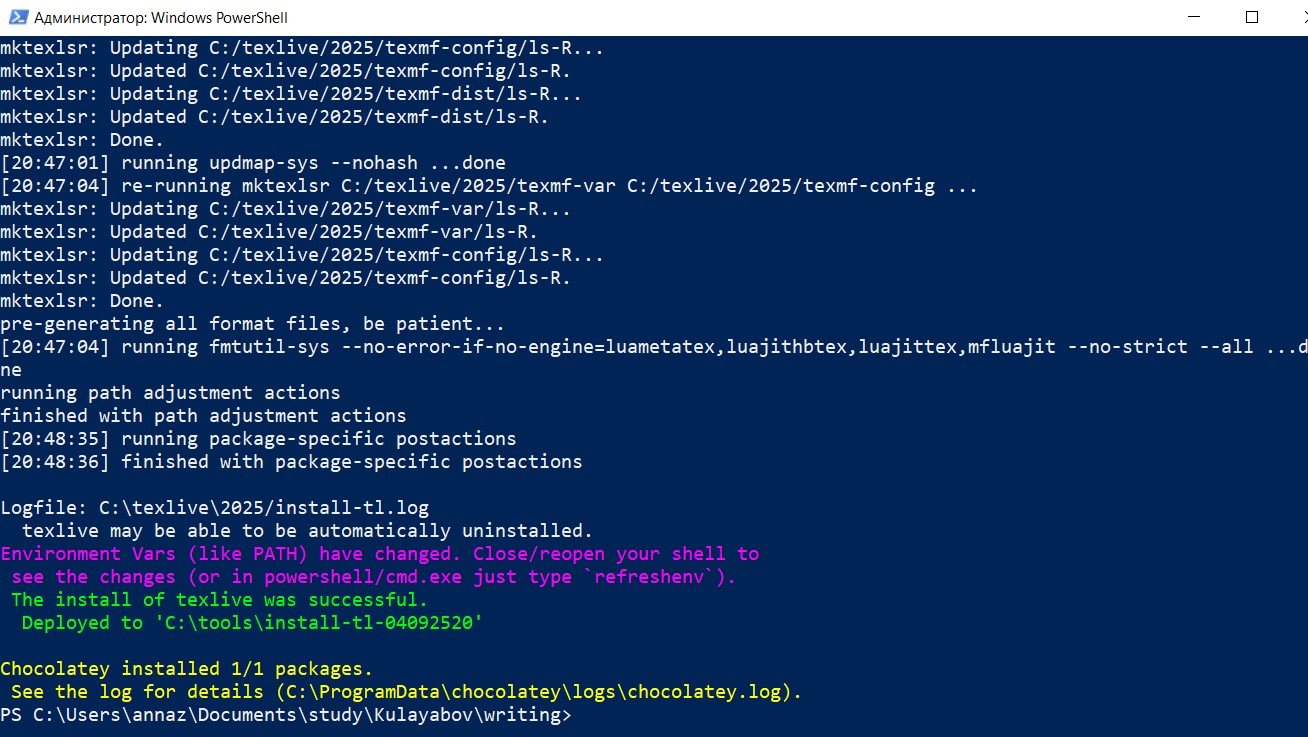 Администратор: Windows PowerShell
mktexlsr: Updating C:/texlive/2025/texmf-config/ls-R...
mktexlsr: Updated C:/texlive/2025/texmf-config/ls-R.
mktexlsr: Updating C:/texlive/2025/texmf-dist/ls-R...
mktexlsr: Updated C:/texlive/2025/texmf-dist/ls-R.
mktexlsr: Done.
[20:47:01] running updmap-sys --nohash ...done
[20:47:04] re-running mktexlsr C:/texlive/2025/texmf-var C:/texlive/2025/texmf-config ...
mktexlsr: Updating C:/texlive/2025/texmf-var/ls-R...
mktexlsr: Updated C:/texlive/2025/texmf-var/ls-R.
mktexlsr: Updating C:/texlive/2025/texmf-config/ls-R...
mktexlsr: Updated C:/texlive/2025/texmf-config/ls-R.
mktexlsr: Done.
pre-generating all format files, be patient...
[20:47:04] running fmtutil-sys --no-error-if-no-engine=luametatex,luajithbtex,luajittex,mfluajit --no-strict --all ...d
ne
running path adjustment actions
finished with path adjustment actions
[20:48:35] running package-specific postactions
[20:48:36] finished with package-specific postactions
Logfile: C:\texlive\2025/install-tl.log
texlive may be able to be automatically uninstalled.
Environment Vars (like PATH) have changed. Close/reopen your shell to
see the changes (or in powershell/cmd.exe just type `refreshenv`).
The install of texlive was successful.
Deployed to 'C:\tools\install-tl-04092520'
Chocolatey installed 1/1 packages.
See the log for details (C:\ProgramData\chocolatey\logs\chocolatey.log).
PS C:\Users\annaz\Documents\study\Kulayabov\writing>